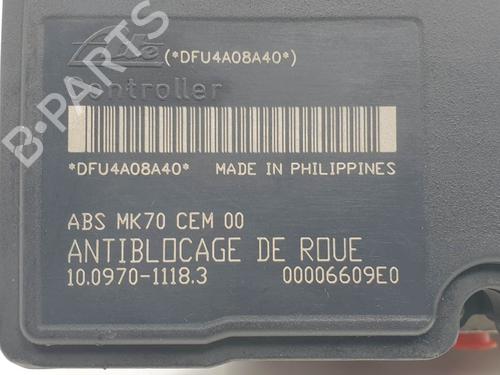 Ate (*DFU4A08A40*)
Controller
*DFU4A08A40* MADE IN PHILIPPINES
ABS MK70 CEM 00
ANTIBLOCAGE DE ROUE
10.0970-1118.3 00006609E0
B-PARTS